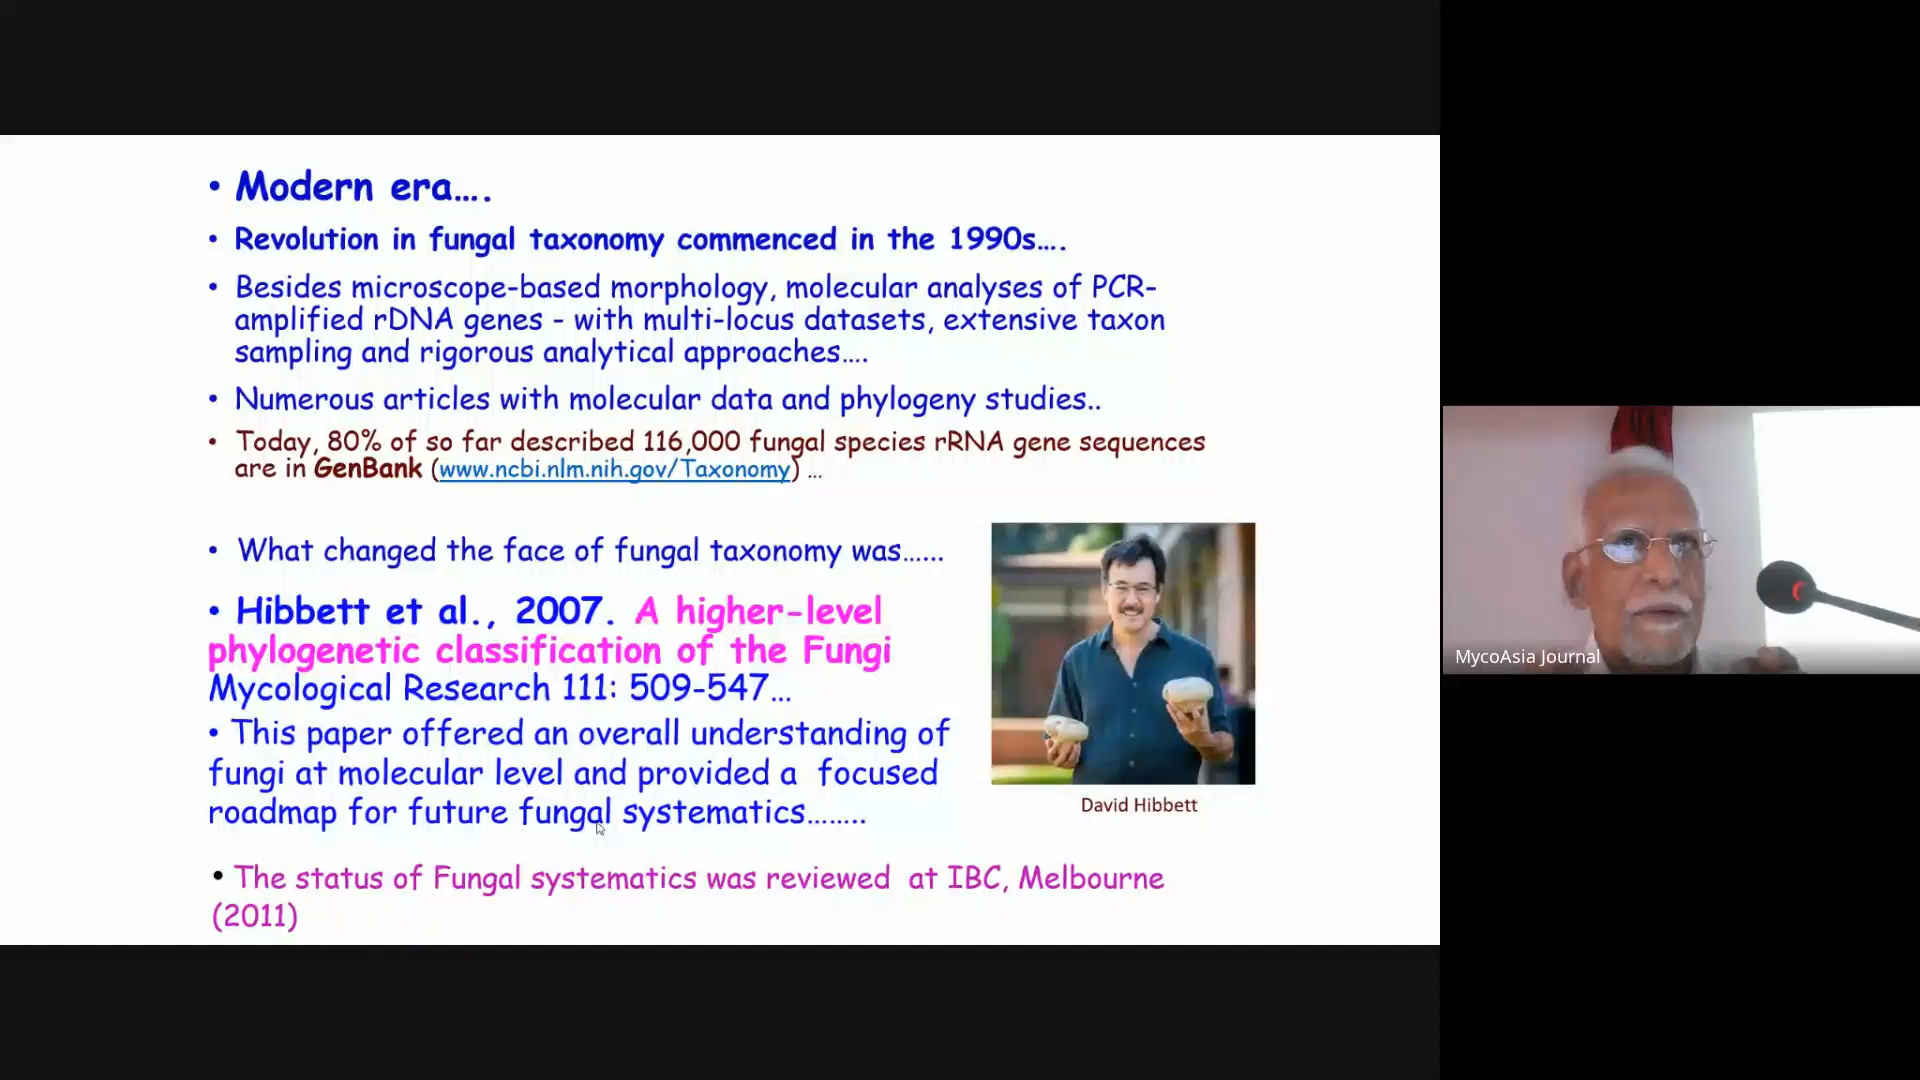 • Modern era….
• Revolution in fungal taxonomy commenced in the 1990s….
• Besides microscope-based morphology, molecular analyses of PCR-
amplified rDNA genes - with multi-locus datasets, extensive taxon
sampling and rigorous analytical approaches….
• Numerous articles with molecular data and phylogeny studies..
• Today, 80% of so far described 116,000 fungal species rRNA gene sequences
are in GenBank (www.ncbi.nlm.nih.gov/Taxonomy) …
• What changed the face of fungal taxonomy was……
• Hibbett et al., 2007. A higher-level
phylogenetic classification of the Fungi
Mycological Research 111: 509-547…
• This paper offered an overall understanding of
fungi at molecular level and provided a focused
roadmap for future fungal systematics……..
David Hibbett
• The status of Fungal systematics was reviewed at IBC, Melbourne
(2011)
MycoAsia Journal